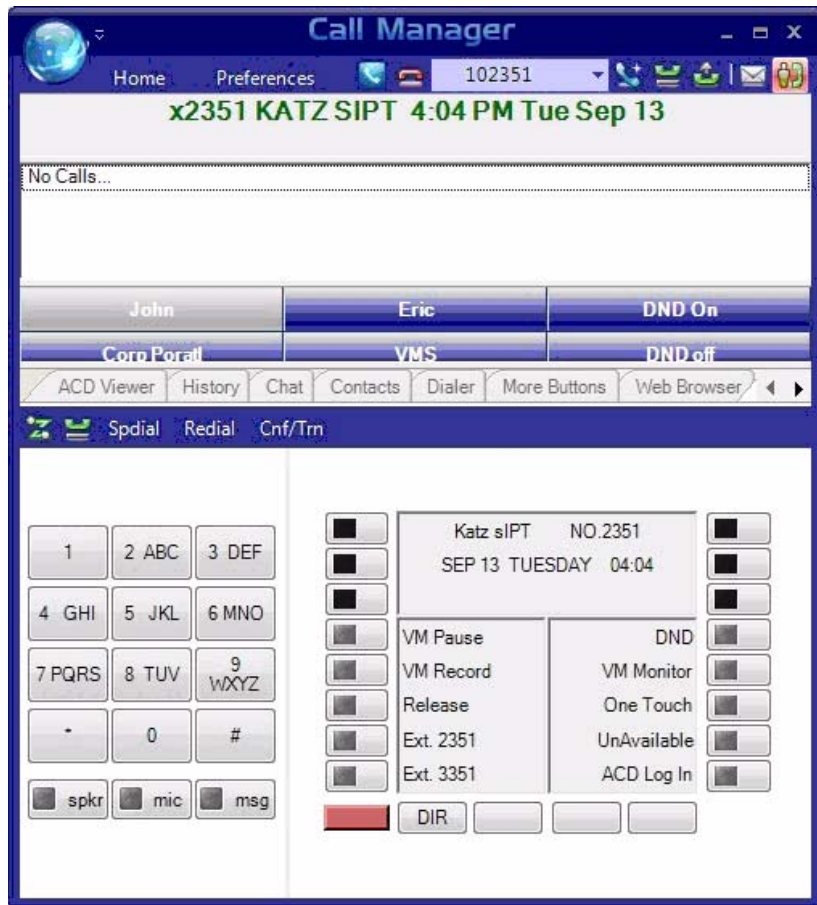 Call Manager
Home Preferences 102351
x2351 KATZ SIPT 4:04 PM Tue Sep 13
No Calls...
John Eric DND On
Corp Poratl VMS DND off
ACD Viewer History Chat Contacts Dialer More Buttons Web Browser
Spdial Redial Cnf/Trn
Katz sIPT NO.2351
1 2 ABC 3 DEF
SEP 13 TUESDAY 04:04
4 GHI 5 JKL 6 MNO
VM Pause DND
7 PQRS 8 TUV 9 WXYZ
VM Record VM Monitor
Release One Touch
* 0 #
Ext. 2351 UnAvailable
Ext. 3351 ACD Log In
spkr mic msg
DIR